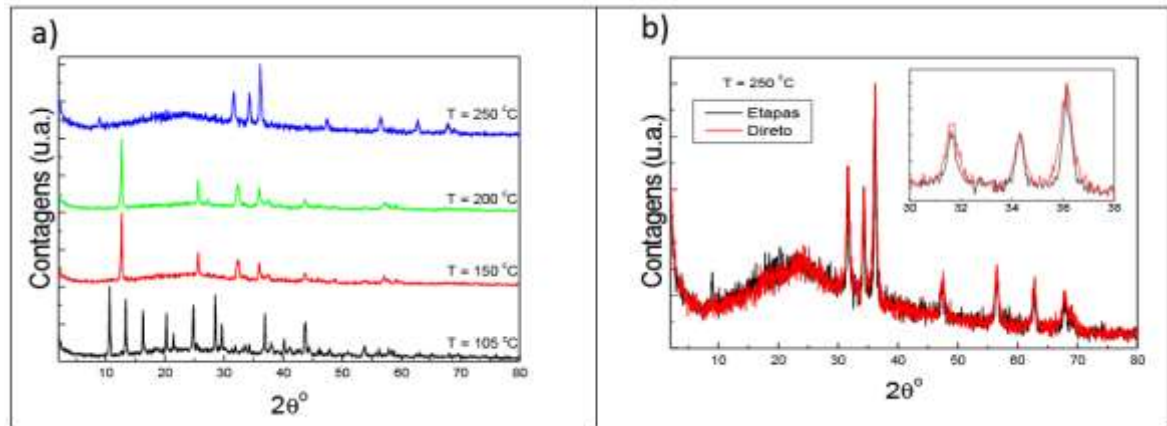 a)
Contagens (u.a.)
T = 250 °C
T = 200 °C
T = 150 °C
T = 105 °C
10 20 30 40 50 60 70 80
2θ°
b)
Contagens (u.a.)
T = 250 °C
Etapas
Direto
30 32 34 36 38
10 20 30 40 50 60 70 80
2θ°